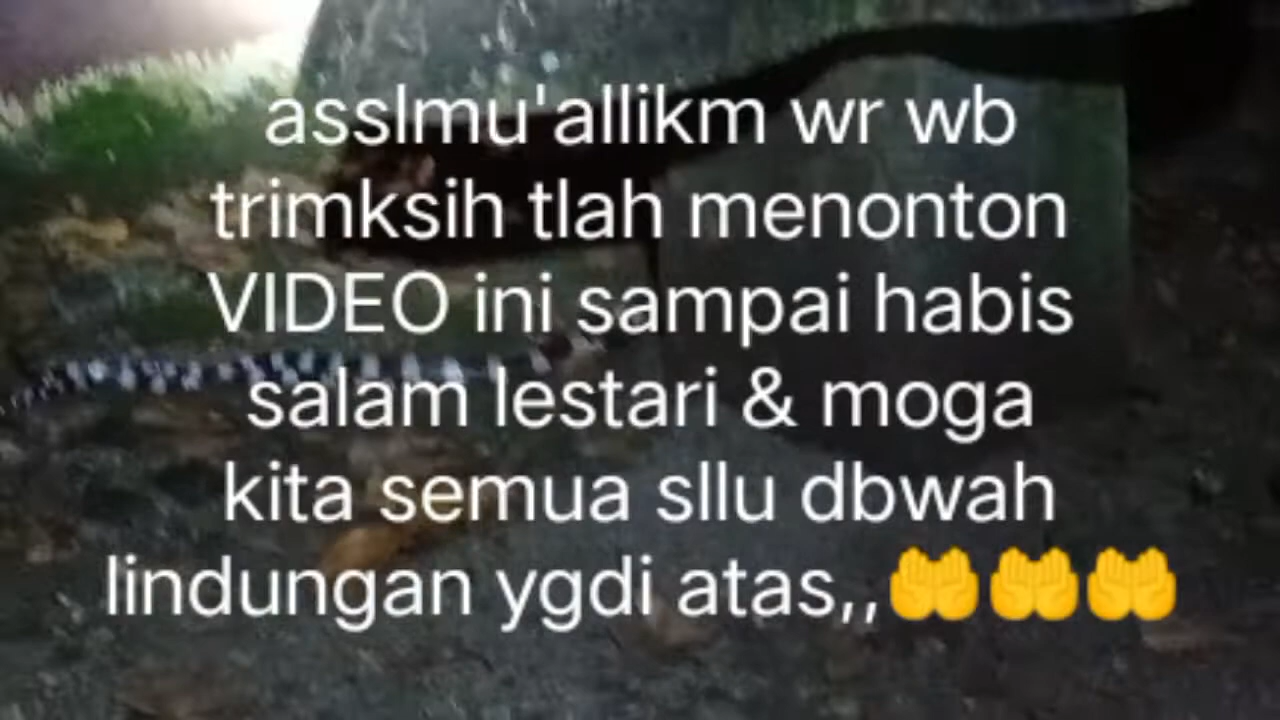 asslmu'allikm wr wb
trimksih tlah menonton
VIDEO ini sampai habis
salam lestari & moga
kita semua sllu dbwah
lindungan ygdi atas,,🤲🤲🤲